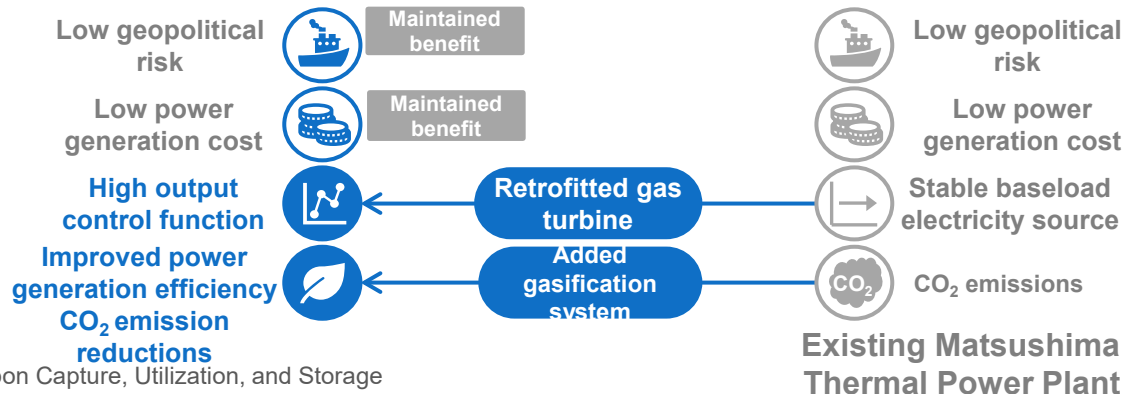 Low geopolitical
risk
Maintained
benefit
Low geopolitical
risk
Low power
generation cost
Maintained
benefit
Low power
generation cost
High output
control function
Retrofitted gas
turbine
Stable baseload
electricity source
Improved power
generation efficiency
CO₂ emission
reductions
Added
gasification
system
CO₂
CO₂ emissions
Existing Matsushima
Thermal Power Plant
on Capture, Utilization, and Storage